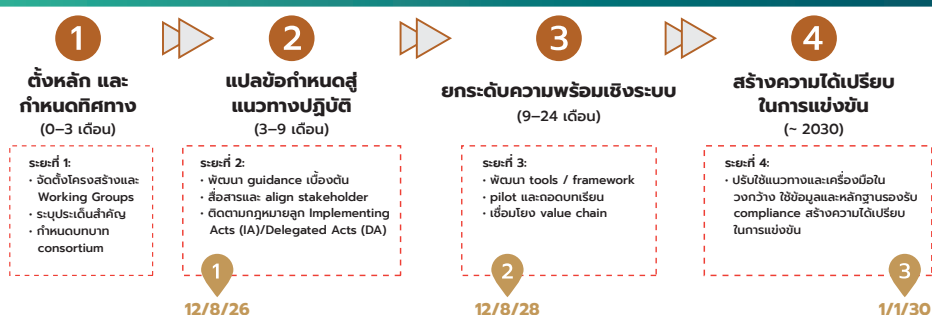 1
ตั้งหลัก และ
กำหนดทิศทาง
(0–3 เดือน)
ระยะที่ 1:
• จัดตั้งโครงสร้างและ
Working Groups
• ระบุประเด็นสำคัญ
• กำหนดบทบาท
consortium
2
แปลข้อกำหนดสู่
แนวทางปฏิบัติ
(3–9 เดือน)
ระยะที่ 2:
• พัฒนา guidance เบื้องต้น
• สื่อสารและ align stakeholder
• ติดตามกฎหมายลูก Implementing
Acts (IA)/Delegated Acts (DA)
1
12/8/26
3
ยกระดับความพร้อมเชิงระบบ
(9–24 เดือน)
ระยะที่ 3:
• พัฒนา tools / framework
• pilot และถอดบทเรียน
• เชื่อมโยง value chain
2
12/8/28
4
สร้างความได้เปรียบ
ในการแข่งขัน
(~ 2030)
ระยะที่ 4:
• ปรับใช้แนวทางและเครื่องมือใน
วงกว้าง ใช้ข้อมูลและหลักฐานรองรับ
compliance สร้างความได้เปรียบ
ในการแข่งขัน
3
1/1/30